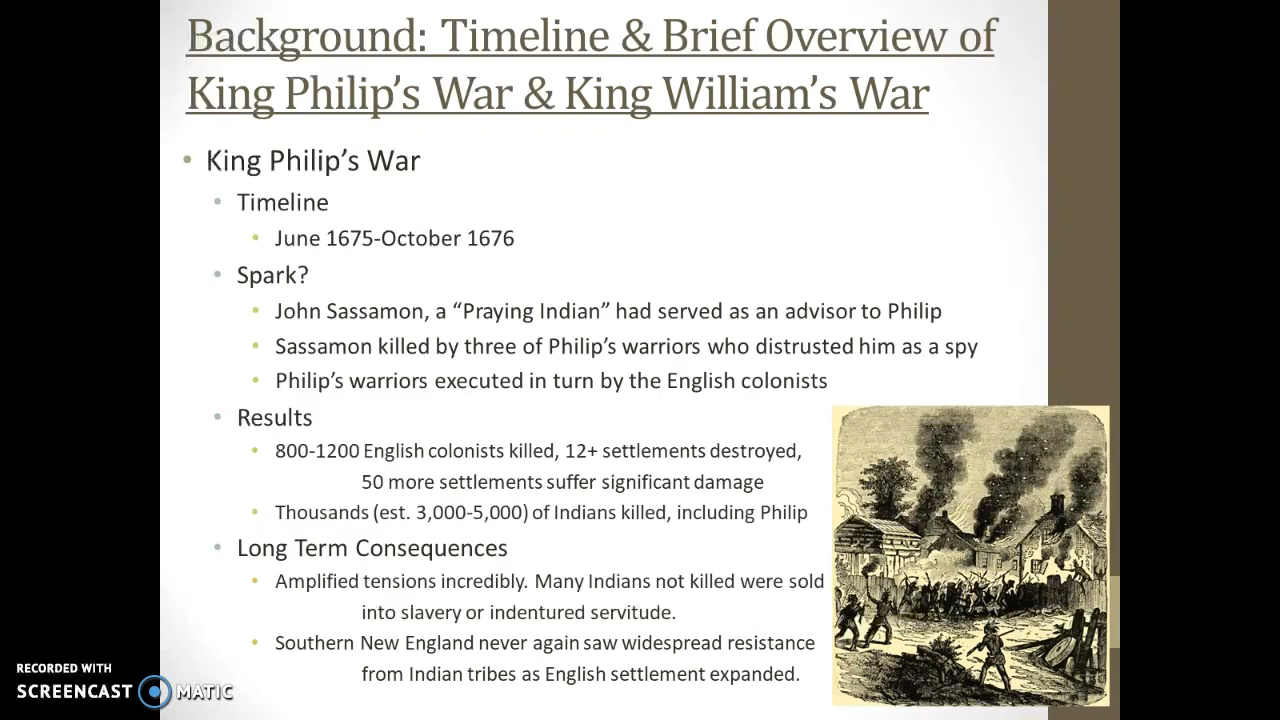 Background: Timeline & Brief Overview of
King Philip's War & King William's War
• King Philip's War
• Timeline
• June 1675-October 1676
• Spark?
• John Sassamon, a “Praying Indian” had served as an advisor to Philip
• Sassamon killed by three of Philip's warriors who distrusted him as a spy
• Philip's warriors executed in turn by the English colonists
• Results
• 800-1200 English colonists killed, 12+ settlements destroyed,
50 more settlements suffer significant damage
• Thousands (est. 3,000-5,000) of Indians killed, including Philip
• Long Term Consequences
• Amplified tensions incredibly. Many Indians not killed were sold
into slavery or indentured servitude.
• Southern New England never again saw widespread resistance
from Indian tribes as English settlement expanded.
RECORDED WITH
SCREENCAST MATIC